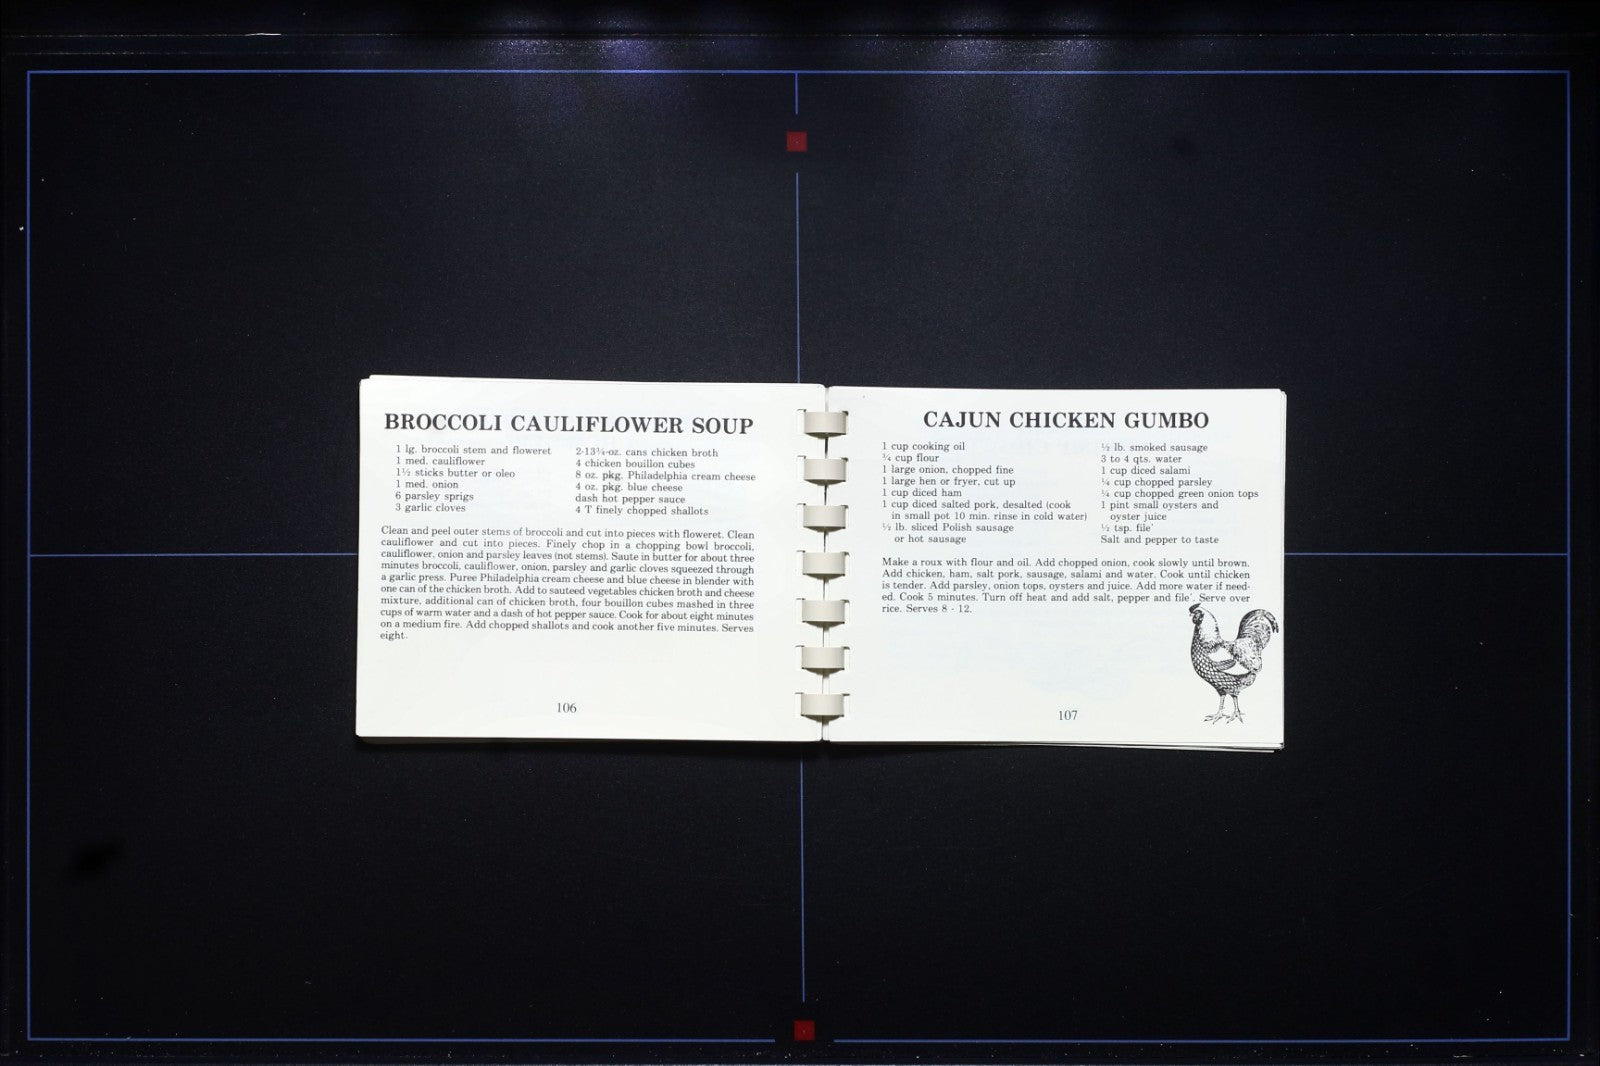 BROCCOLI CAULIFLOWER SOUP
1 lg. broccoli stem and floweret
1 med. cauliflower
1½ sticks butter or oleo
1 med. onion
6 parsley sprigs
3 garlic cloves
2-13¾-oz. cans chicken broth
4 chicken bouillon cubes
8 oz. pkg. Philadelphia cream cheese
4 oz. pkg. blue cheese
dash hot pepper sauce
4 T finely chopped shallots
Clean and peel outer stems of broccoli and cut into pieces with floweret. Clean
cauliflower and cut into pieces. Finely chop in a chopping bowl broccoli,
cauliflower, onion and parsley leaves (not stems). Saute in butter for about three
minutes broccoli, cauliflower, onion, parsley and garlic cloves squeezed through
a garlic press. Puree Philadelphia cream cheese and blue cheese in blender with
one can of the chicken broth. Add to sauteed vegetables chicken broth and cheese
mixture, additional can of chicken broth, four bouillon cubes mashed in three
cups of warm water and a dash of hot pepper sauce. Cook for about eight minutes
on a medium fire. Add chopped shallots and cook another five minutes. Serves
eight.
106
CAJUN CHICKEN GUMBO
1 cup cooking oil
¾ cup flour
1 large onion, chopped fine
1 large hen or fryer, cut up
1 cup diced ham
1 cup diced salted pork, desalted (cook
in small pot 10 min. rinse in cold water)
½ lb. sliced Polish sausage
or hot sausage
½ lb. smoked sausage
3 to 4 qts. water
1 cup diced salami
¼ cup chopped parsley
¼ cup chopped green onion tops
1 pint small oysters and
oyster juice
½ tsp. file'
Salt and pepper to taste
Make a roux with flour and oil. Add chopped onion, cook slowly until brown.
Add chicken, ham, salt pork, sausage, salami and water. Cook until chicken
is tender. Add parsley, onion tops, oysters and juice. Add more water if need-
ed. Cook 5 minutes. Turn off heat and add salt, pepper and file'. Serve over
rice. Serves 8 - 12.
107